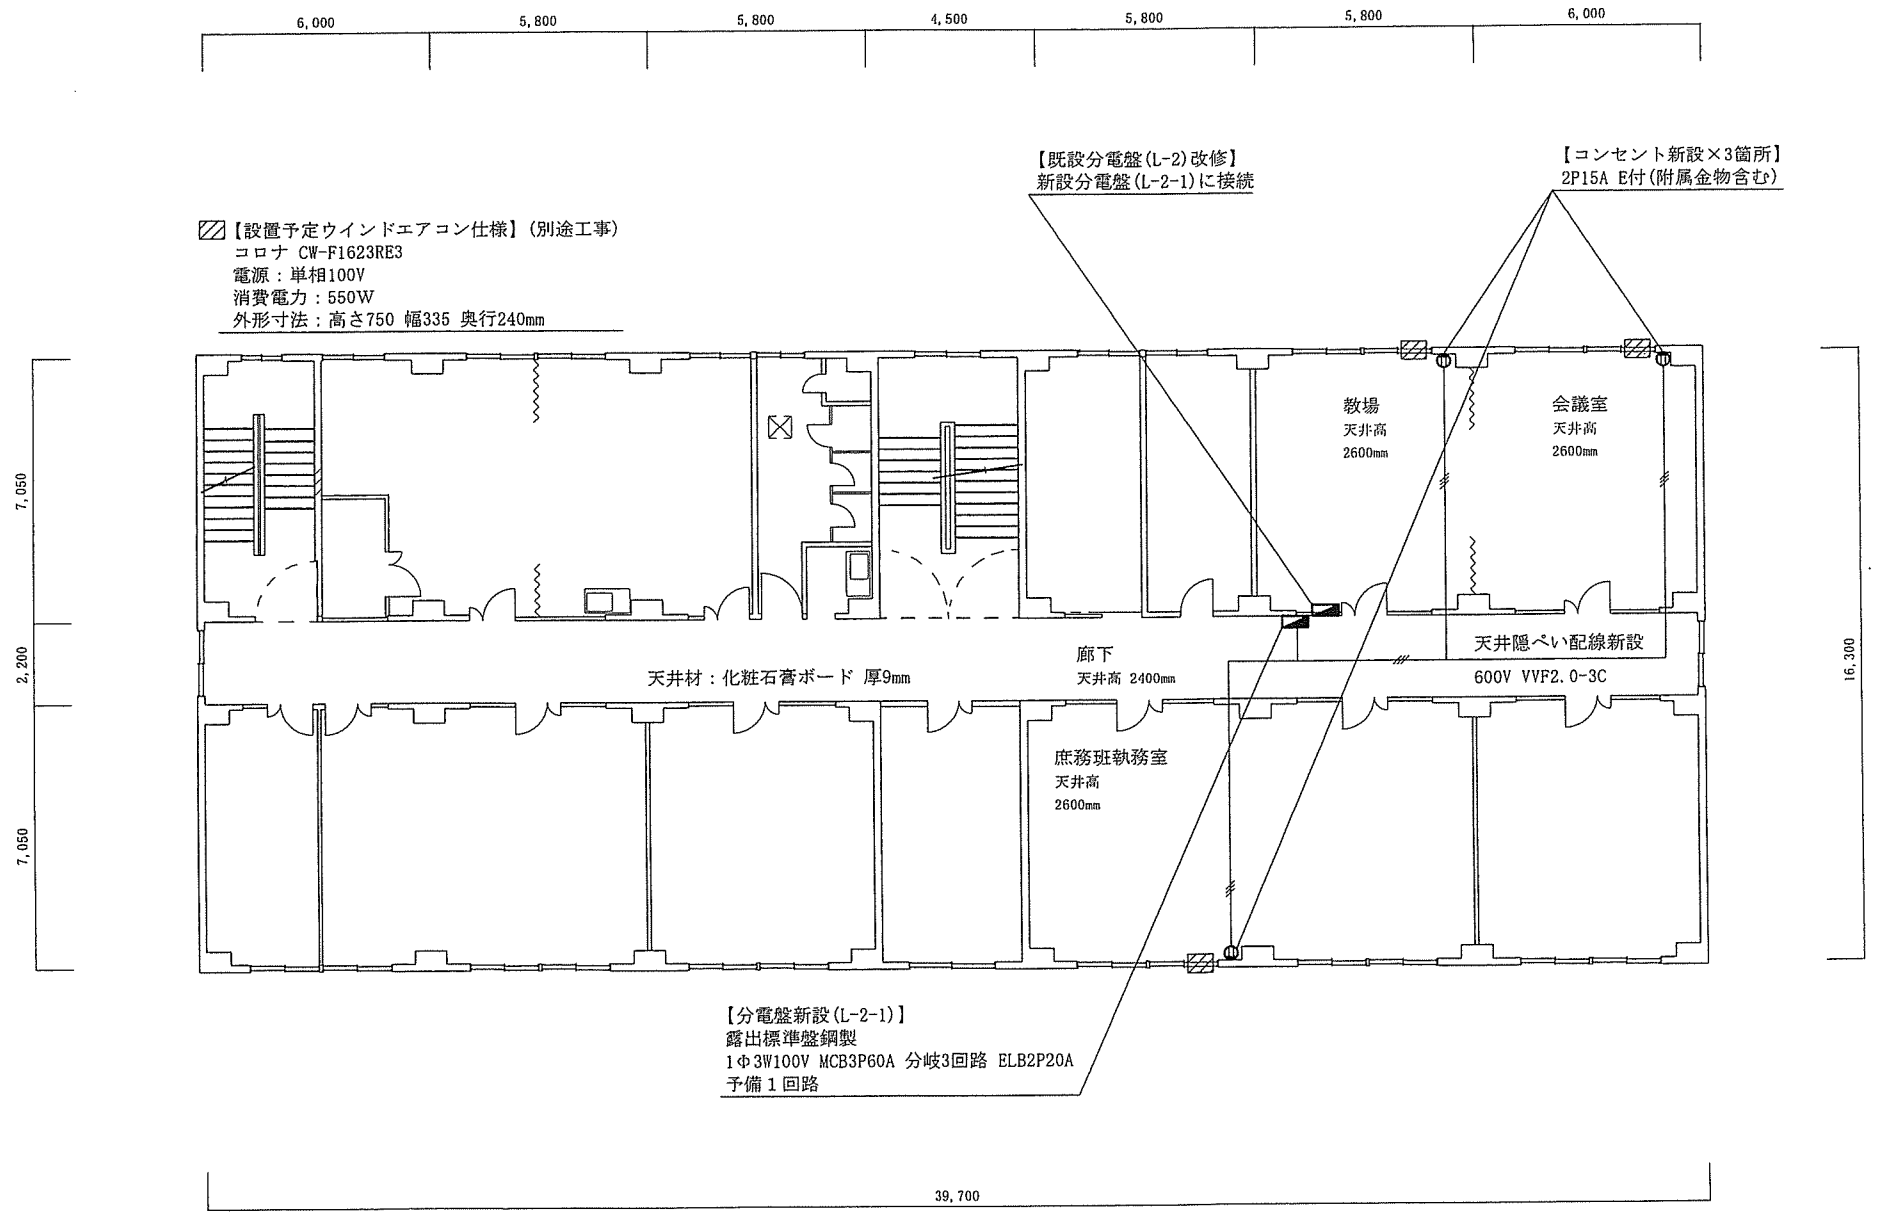 6,000
5,800
5,800
4,500
5,800
5,800
6,000
【既設分電盤(L-2)改修】
新設分電盤(L-2-1)に接続
【コンセント新設×3箇所】
2P15A E付(附属金物含む)
【設置予定ウインドエアコン仕様】(別途工事)
コロナ CW-F1623RE3
電源：単相100V
消費電力：550W
外形寸法：高さ750 幅335 奥行240mm
教場
天井高
2600mm
会議室
天井高
2600mm
7,050
2,200
7,050
16,300
天井材：化粧石膏ボード 厚9mm
廊下
天井高 2400mm
天井隠ぺい配線新設
600V VVF2.0-3C
庶務班執務室
天井高
2600mm
【分電盤新設(L-2-1)】
露出標準盤鋼製
1Φ3W100V MCB3P60A 分岐3回路 ELB2P20A
予備１回路
39,700